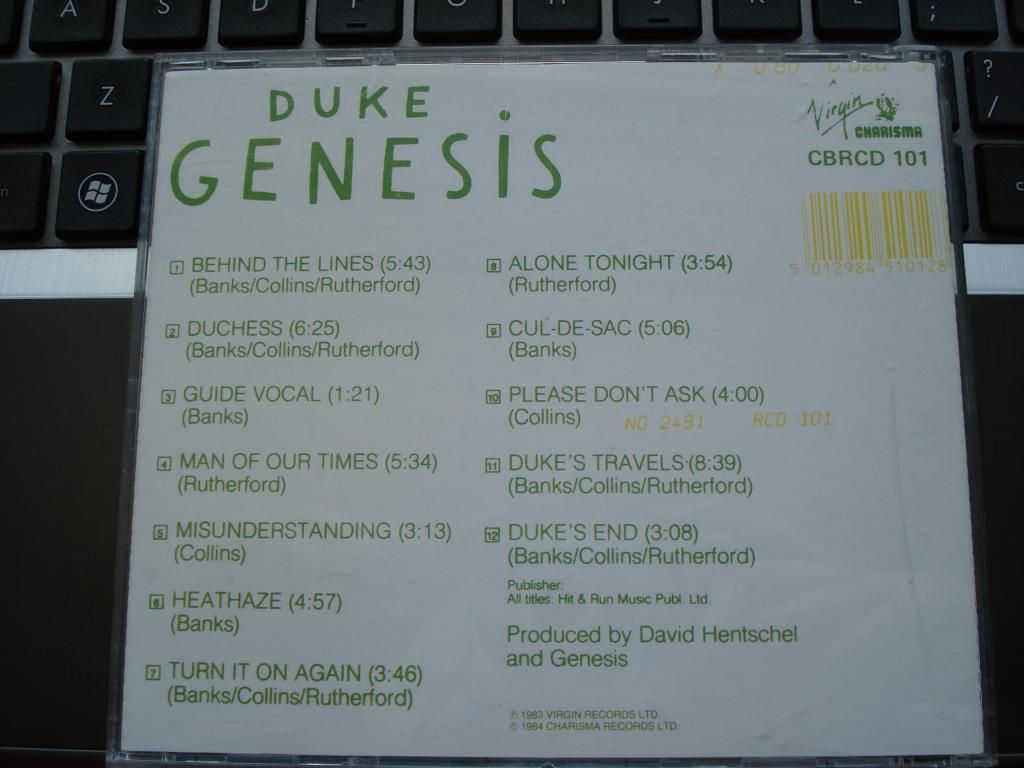 A S D
Z
? /
;
DUKE
GENESIS
Virgin CHARISMA
CBRCD 101
5 012984 510128
1 BEHIND THE LINES (5:43)
(Banks/Collins/Rutherford)
2 DUCHESS (6:25)
(Banks/Collins/Rutherford)
3 GUIDE VOCAL (1:21)
(Banks)
4 MAN OF OUR TIMES (5:34)
(Rutherford)
5 MISUNDERSTANDING (3:13)
(Collins)
6 HEATHAZE (4:57)
(Banks)
7 TURN IT ON AGAIN (3:46)
(Banks/Collins/Rutherford)
8 ALONE TONIGHT (3:54)
(Rutherford)
9 CUL-DE-SAC (5:06)
(Banks)
10 PLEASE DON'T ASK (4:00)
(Collins)
NO 2491 RCD 101
11 DUKE'S TRAVELS (8:39)
(Banks/Collins/Rutherford)
12 DUKE'S END (3:08)
(Banks/Collins/Rutherford)
Publisher:
All titles: Hit & Run Music Publ. Ltd.
Produced by David Hentschel
and Genesis
℗ 1983 VIRGIN RECORDS LTD.
© 1984 CHARISMA RECORDS LTD.